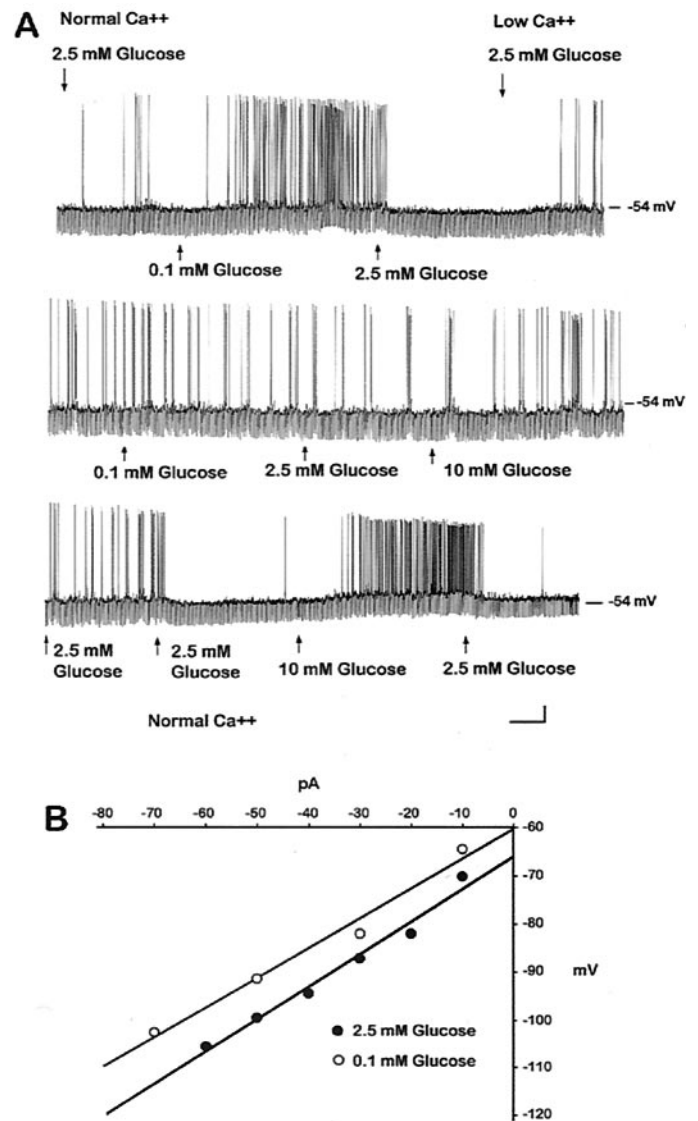 A
Normal Ca++ Low Ca++
2.5 mM Glucose 2.5 mM Glucose
-54 mV
0.1 mM Glucose 2.5 mM Glucose
-54 mV
0.1 mM Glucose 2.5 mM Glucose 10 mM Glucose
-54 mV
2.5 mM 2.5 mM 10 mM Glucose 2.5 mM Glucose
Glucose Glucose
Normal Ca++
pA
B
-80 -70 -60 -50 -40 -30 -20 -10 0
-60
-70
-80
-90
mV
-100
-110
-120
2.5 mM Glucose
0.1 mM Glucose